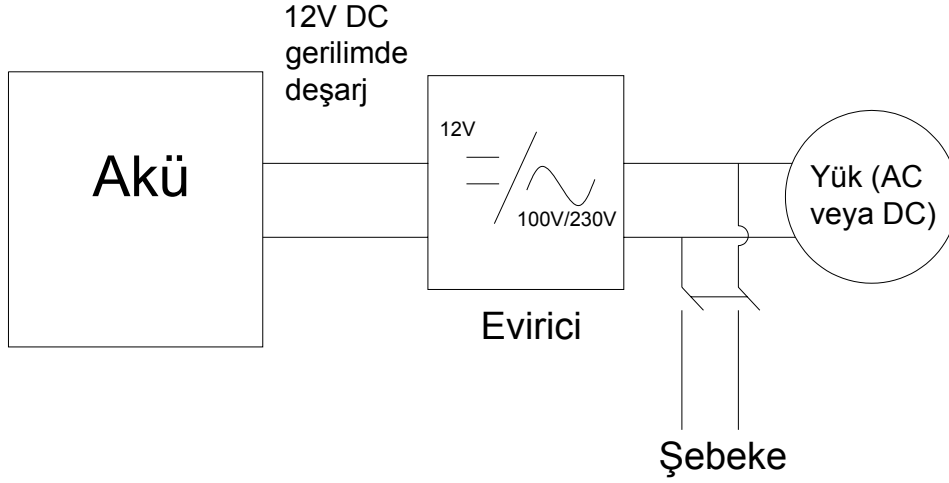 12V DC
gerilimde
deşarj
Akü
12V
100V/230V
Evirici
Yük (AC
veya DC)
Şebeke